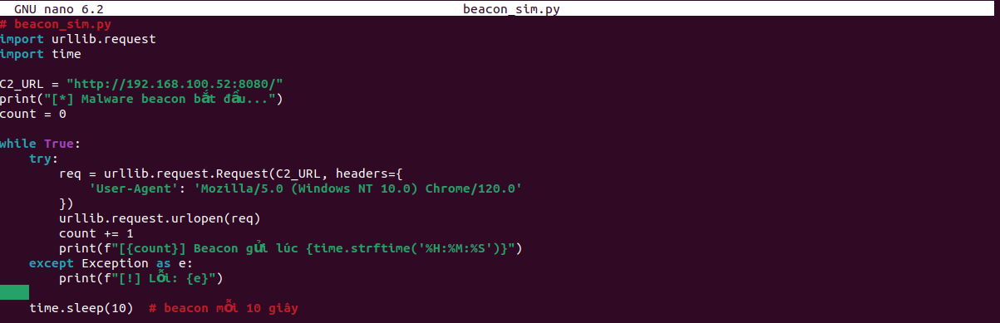 GNU nano 6.2 beacon_sim.py
# beacon_sim.py
import urllib.request
import time
C2_URL = "http://192.168.100.52:8080/"
print("[*] Malware beacon bắt đầu...")
count = 0
while True:
    try:
        req = urllib.request.Request(C2_URL, headers={
            'User-Agent': 'Mozilla/5.0 (Windows NT 10.0) Chrome/120.0'
        })
        urllib.request.urlopen(req)
        count += 1
        print(f"[{count}] Beacon gửi lúc {time.strftime('%H:%M:%S')}")
    except Exception as e:
        print(f"[!] Lỗi: {e}")
    time.sleep(10)  # beacon mỗi 10 giây